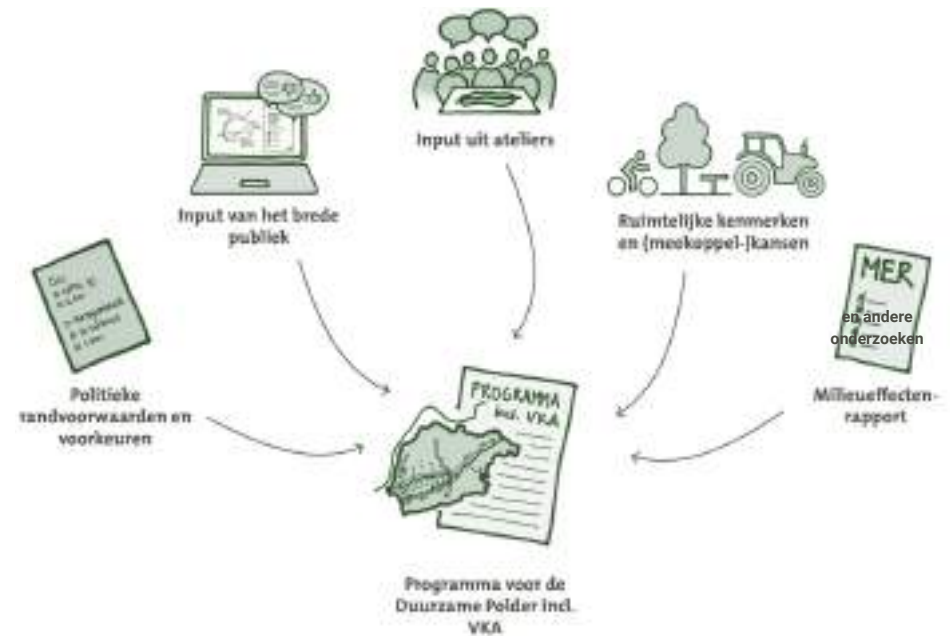 Input uit ateliers
Input van het brede
publiek
Ruimtelijke kenmerken
en (meekoppel-)kansen
MER
en andere
onderzoeken
Politieke
randvoorwaarden en
voorkeuren
Milieueffecten-
rapport
PROGRAMMA
incl. VKA
Programma voor de
Duurzame Polder incl.
VKA